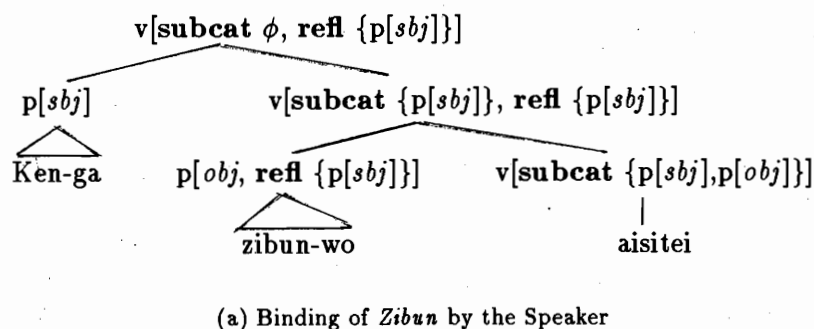 v[subcat ϕ, refl {p[sbj]}]
p[sbj] v[subcat {p[sbj]}, refl {p[sbj]}]
Ken-ga p[obj, refl {p[sbj]}] v[subcat {p[sbj],p[obj]}]
zibun-wo aisitei
(a) Binding of Zibun by the Speaker